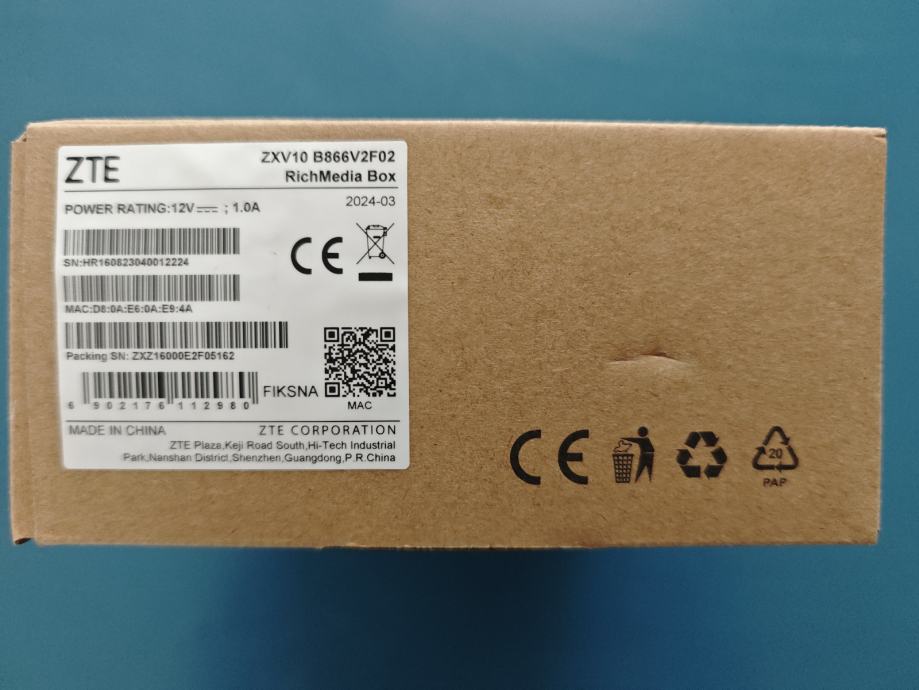 ZTE
ZXV10 B866V2F02
RichMedia Box
POWER RATING:12V⎓ ; 1.0A
2024-03
SN:HR160823040012224
CE
MAC:D8:0A:E6:0A:E9:4A
Packing SN: ZXZ16000E2F05162
6 902176 112980
FIKSNA
MAC
MADE IN CHINA
ZTE CORPORATION
ZTE Plaza,Keji Road South,Hi-Tech Industrial
Park,Nanshan District,Shenzhen,Guangdong,P.R.China
CE
20
PAP